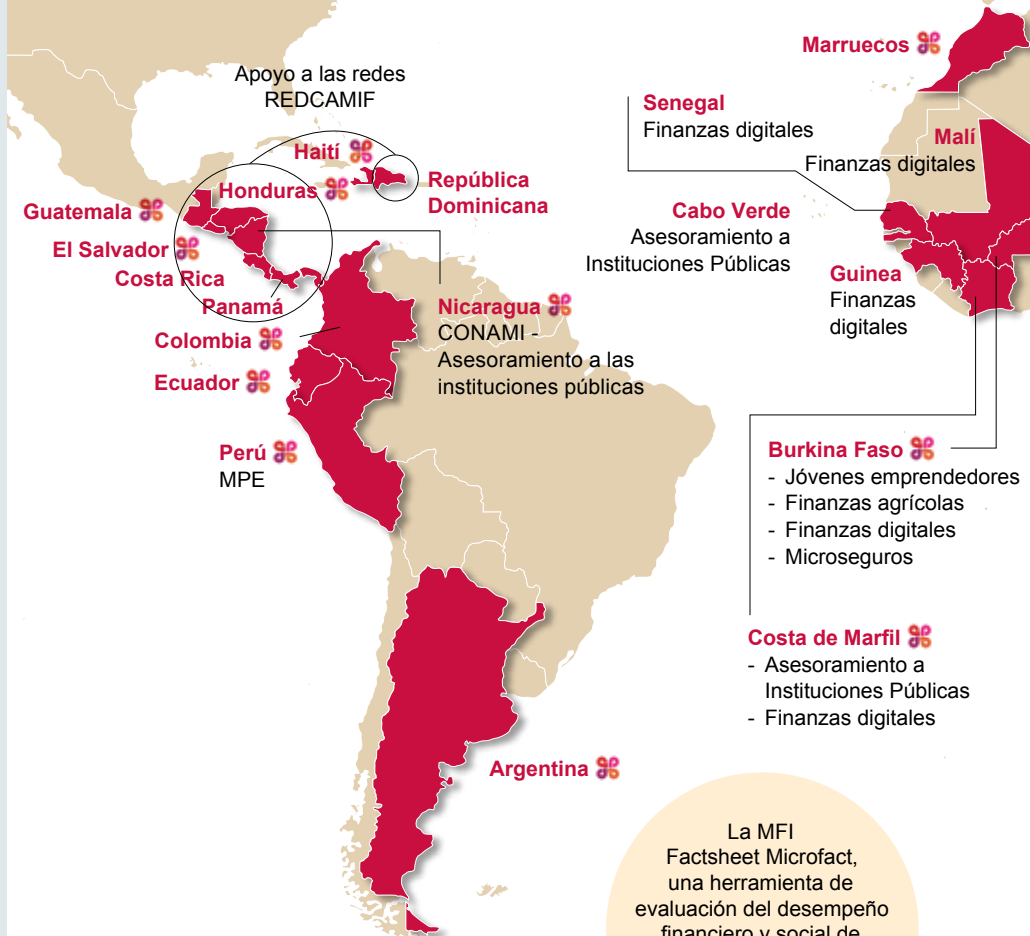 Apoyo a las redes
REDCAMIF
Haití
Honduras
República
Dominicana
Guatemala
El Salvador
Costa Rica
Panamá
Colombia
Ecuador
Nicaragua
CONAMI -
Asesoramiento a las
instituciones públicas
Perú
MPE
Argentina
Marruecos
Senegal
Finanzas digitales
Malí
Finanzas digitales
Cabo Verde
Asesoramiento a
Instituciones Públicas
Guinea
Finanzas
digitales
Burkina Faso
- Jóvenes emprendedores
- Finanzas agrícolas
- Finanzas digitales
- Microseguros
Costa de Marfil
- Asesoramiento a
Instituciones Públicas
- Finanzas digitales
La MFI
Factsheet Microfact,
una herramienta de
evaluación del desempeño
financiero y social de